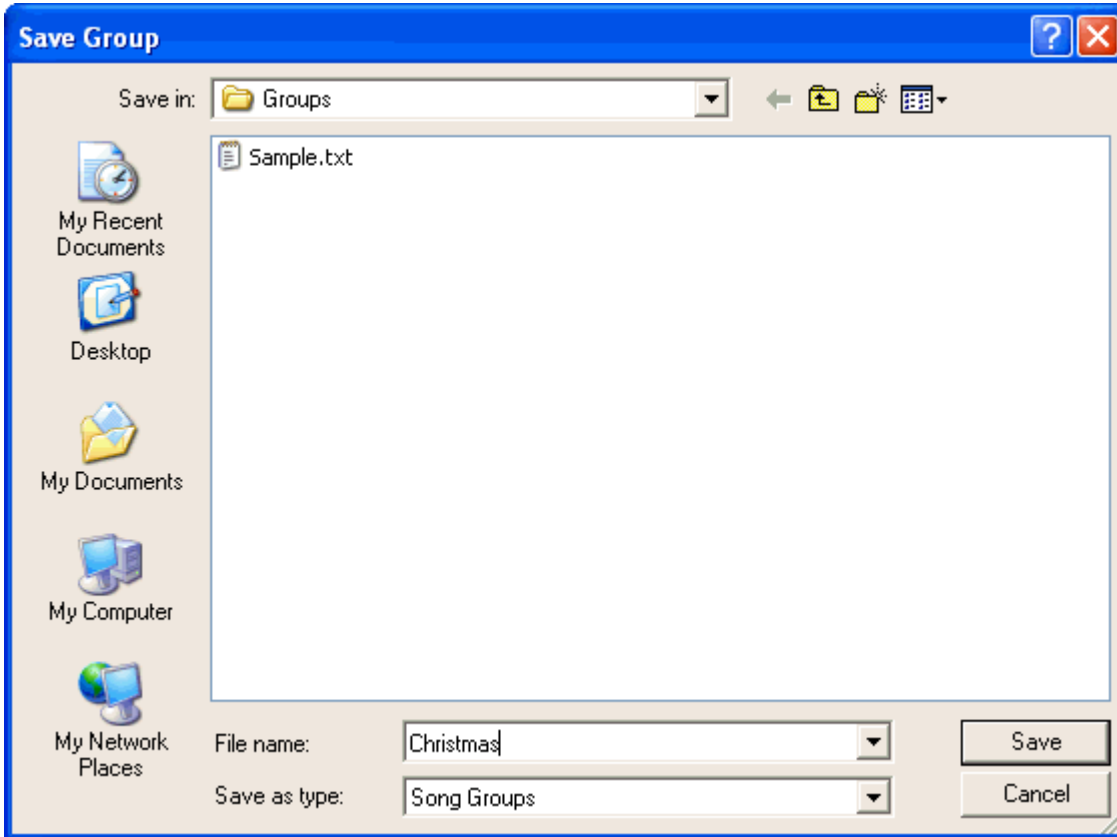 Save Group
Save in: Groups
Sample.txt
My Recent
Documents
Desktop
My Documents
My Computer
My Network
Places
File name: Christmas Save
Save as type: Song Groups Cancel